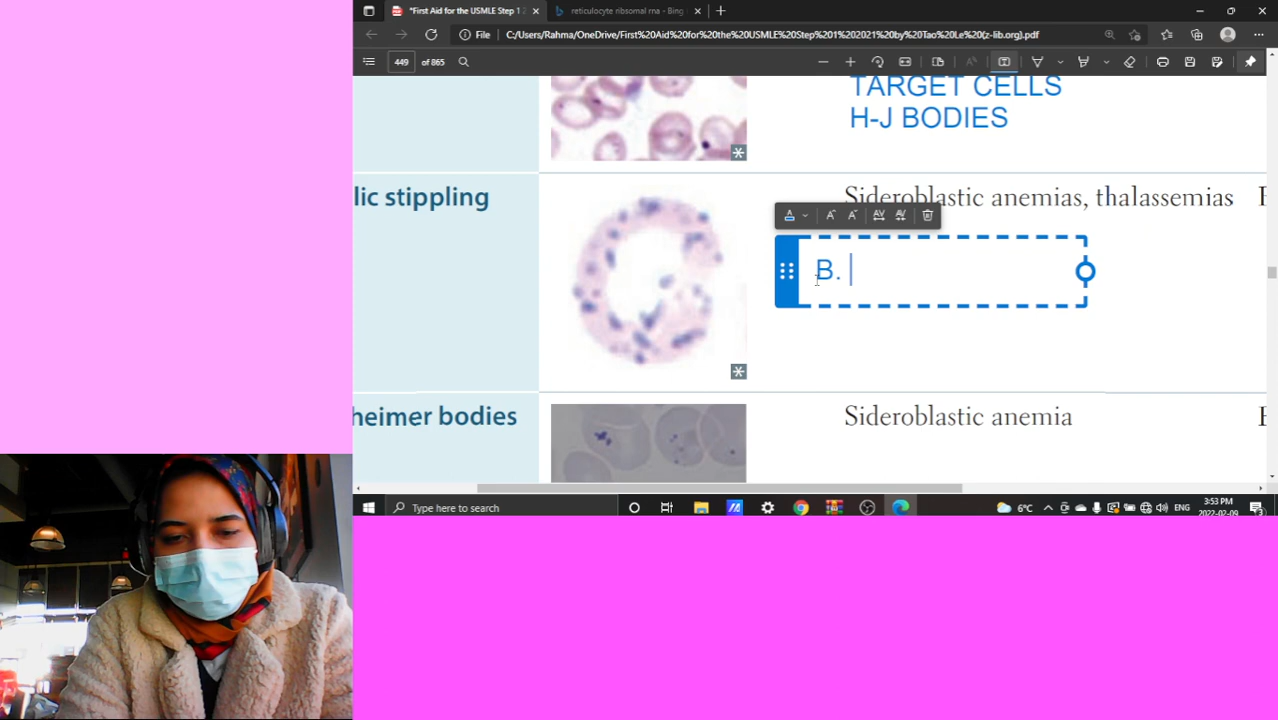 *First Aid for the USMLE Step 1 2
reticulocyte ribsomal rna - Bing
File C:/Users/Rahma/OneDrive/First%20Aid%20for%20the%20USMLE%20Step%201%202021%20by%20Tao%20Le%20(z-lib.org).pdf
449 of 865
TARGET CELLS
H-J BODIES
lic stippling
Sideroblastic anemias, thalassemias
B.
heimer bodies
Sideroblastic anemia
Type here to search
6°C
ENG
3:53 PM
2022-02-09